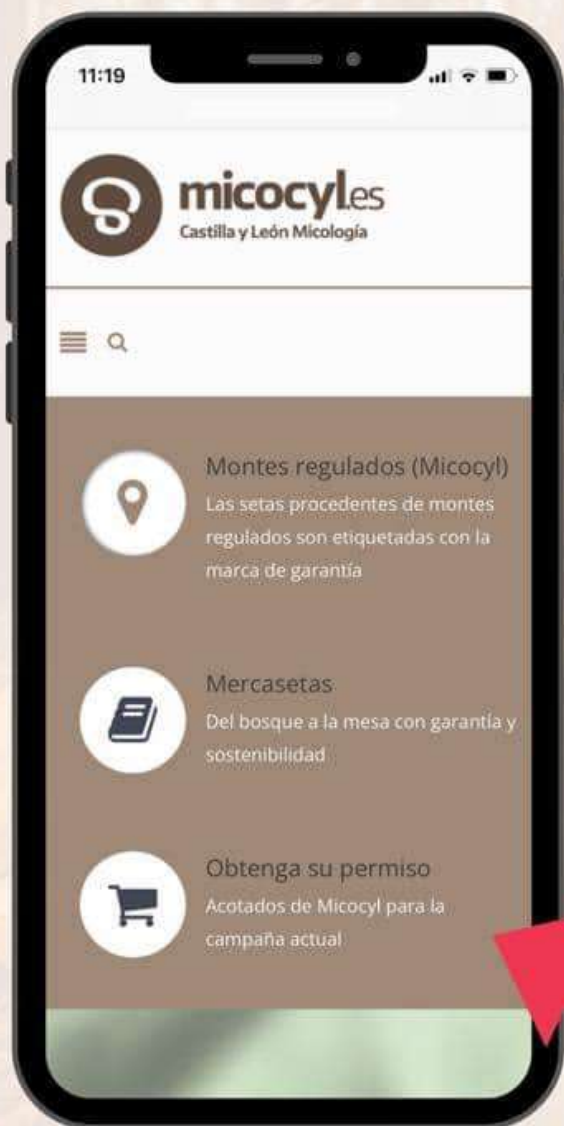 11:19
micocyl.es
Castilla y León Micología
Montes regulados (Micocyl)
Las setas procedentes de montes
regulados son etiquetadas con la
marca de garantía
Mercasetas
Del bosque a la mesa con garantía y
sostenibilidad
Obtenga su permiso
Acotados de Micocyl para la
campaña actual